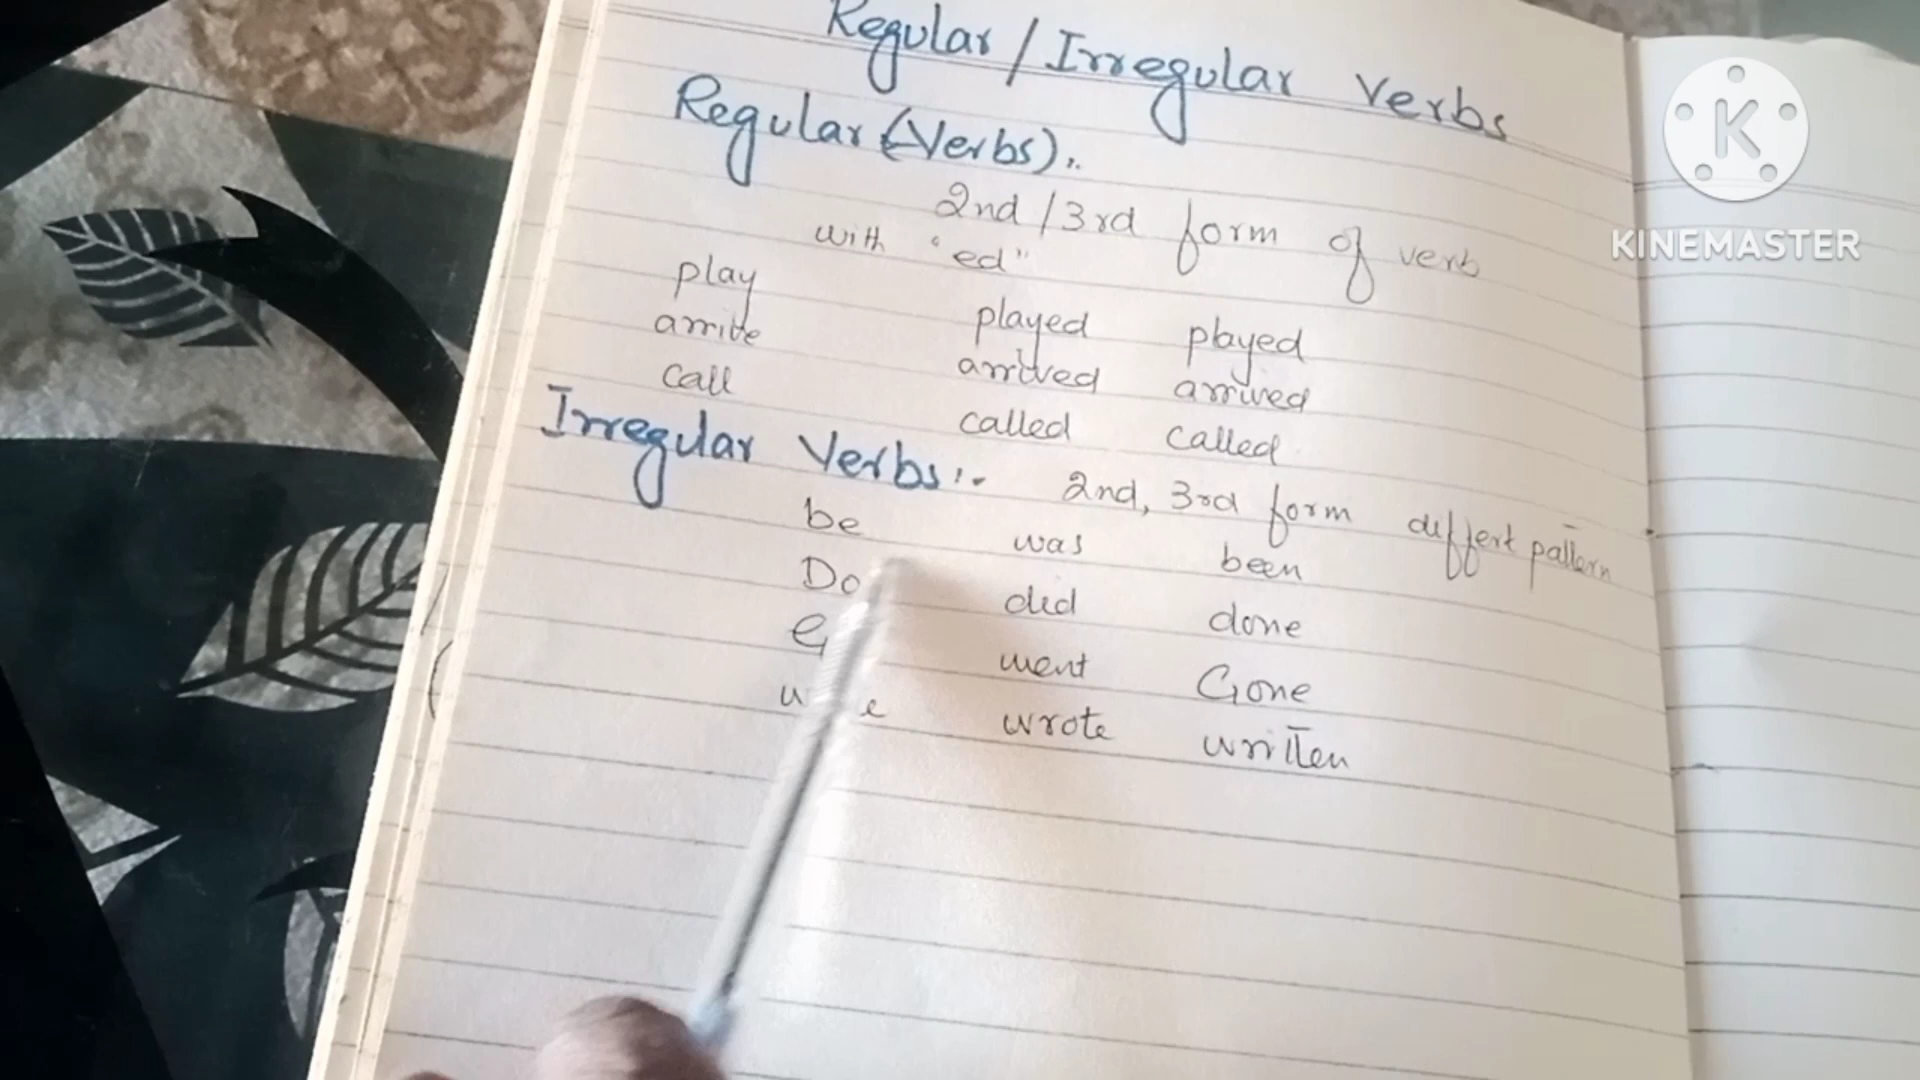 Regular / Irregular Verbs
Regular (Verbs):
2nd / 3rd form of verb
with "ed"
play played played
arrive arrived arrived
call called called
Irregular Verbs:- 2nd, 3rd form differt pattern
be was been
Do did done
went Gone
wrote written
K
KINEMASTER